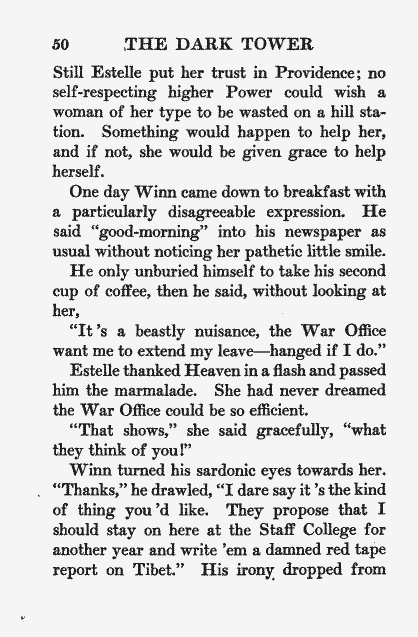 50 THE DARK TOWER
Still Estelle put her trust in Providence; no
self-respecting higher Power could wish a
woman of her type to be wasted on a hill sta-
tion. Something would happen to help her,
and if not, she would be given grace to help
herself.
One day Winn came down to breakfast with
a particularly disagreeable expression. He
said "good-morning" into his newspaper as
usual without noticing her pathetic little smile.
He only unburied himself to take his second
cup of coffee, then he said, without looking at
her,
"It's a beastly nuisance, the War Office
want me to extend my leave—hanged if I do."
Estelle thanked Heaven in a flash and passed
him the marmalade. She had never dreamed
the War Office could be so efficient.
"That shows," she said gracefully, "what
they think of you!"
Winn turned his sardonic eyes towards her.
"Thanks," he drawled, "I dare say it's the kind
of thing you'd like. They propose that I
should stay on here at the Staff College for
another year and write 'em a damned red tape
report on Tibet." His irony dropped from